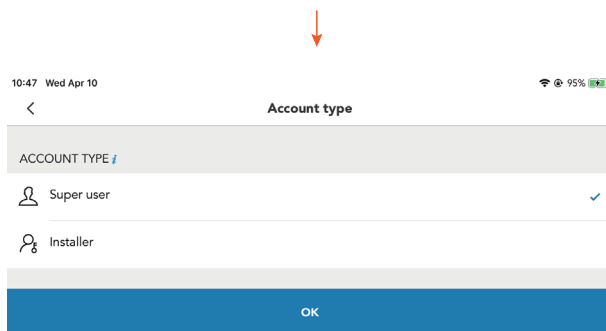 10:47 Wed Apr 10 95%
Account type
ACCOUNT TYPE i
Super user
Installer
OK